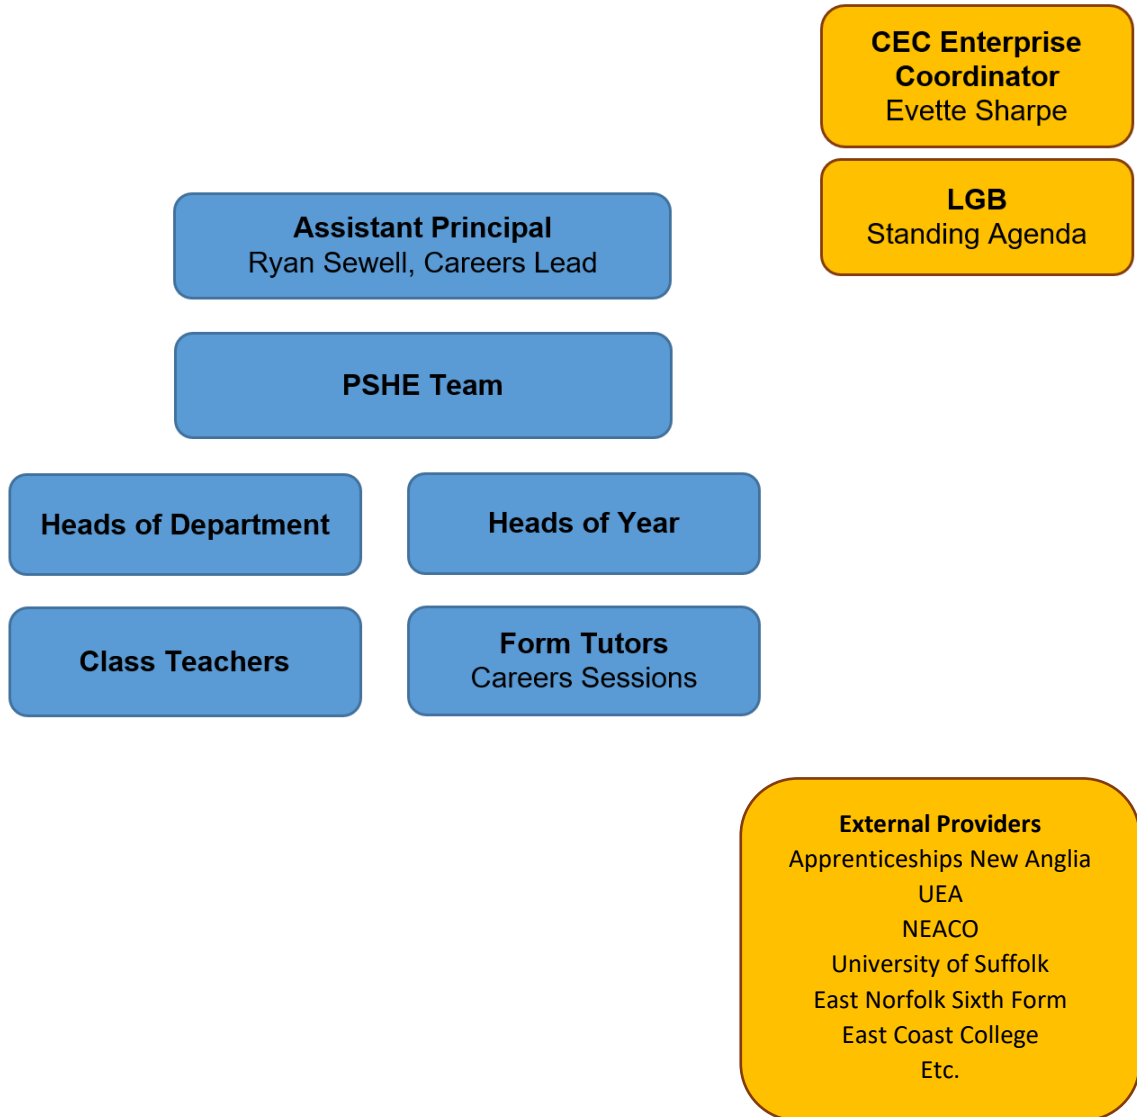 CEC Enterprise
Coordinator
Evette Sharpe
LGB
Standing Agenda
Assistant Principal
Ryan Sewell, Careers Lead
PSHE Team
Heads of Department
Heads of Year
Class Teachers
Form Tutors
Careers Sessions
External Providers
Apprenticeships New Anglia
UEA
NEACO
University of Suffolk
East Norfolk Sixth Form
East Coast College
Etc.